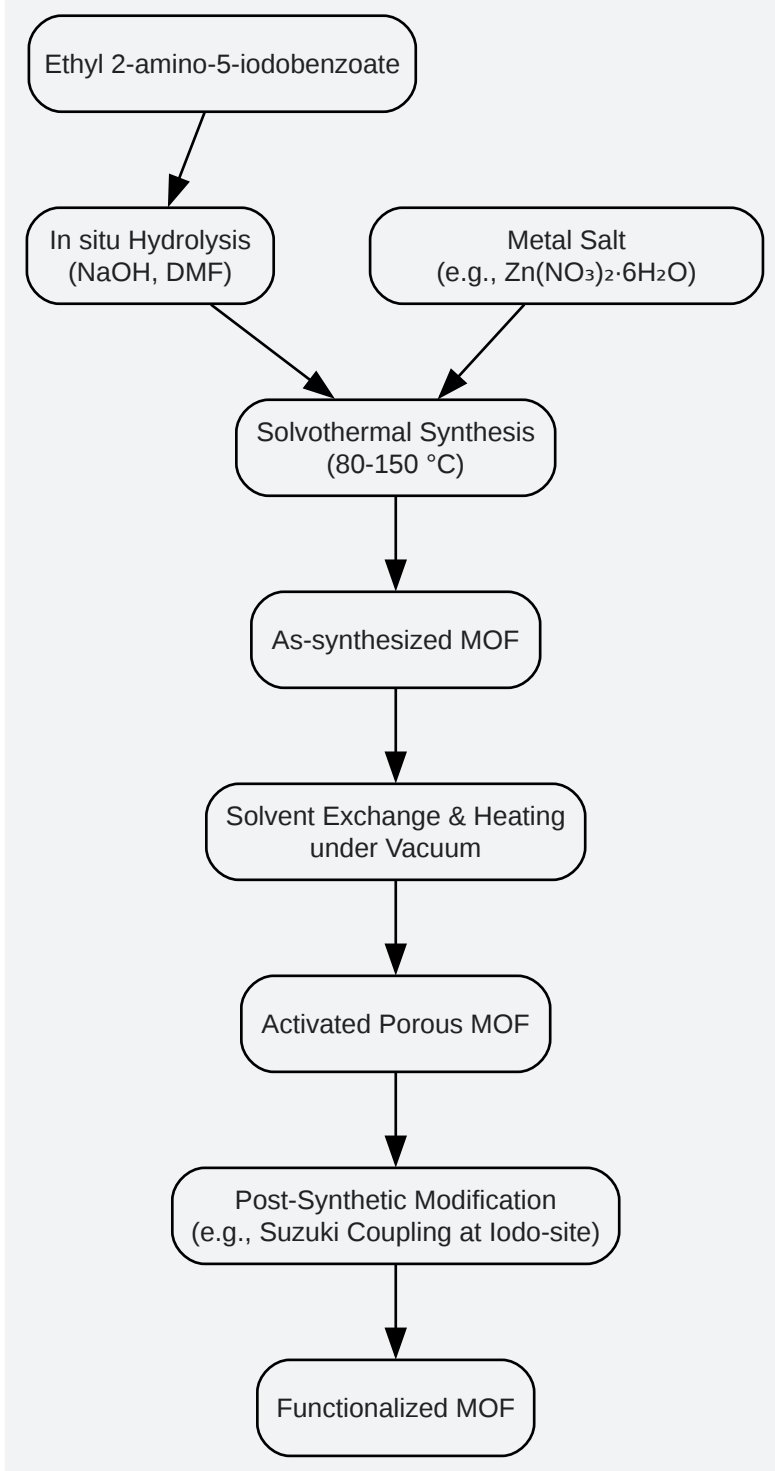 Ethyl 2-amino-5-iodobenzoate
In situ Hydrolysis
(NaOH, DMF)
Metal Salt
(e.g., Zn(NO₃)₂·6H₂O)
Solvothermal Synthesis
(80-150 °C)
As-synthesized MOF
Solvent Exchange & Heating
under Vacuum
Activated Porous MOF
Post-Synthetic Modification
(e.g., Suzuki Coupling at Iodo-site)
Functionalized MOF